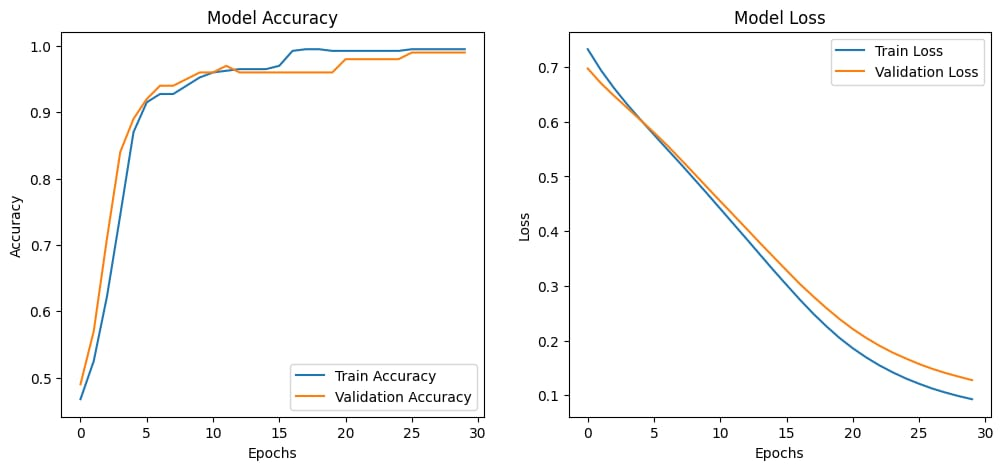 Model Accuracy
1.0
0.9
0.8
0.7
0.6
0.5
Accuracy
0 5 10 15 20 25 30
Epochs
Train Accuracy
Validation Accuracy
Model Loss
0.7
0.6
0.5
0.4
0.3
0.2
0.1
Loss
0 5 10 15 20 25 30
Epochs
Train Loss
Validation Loss